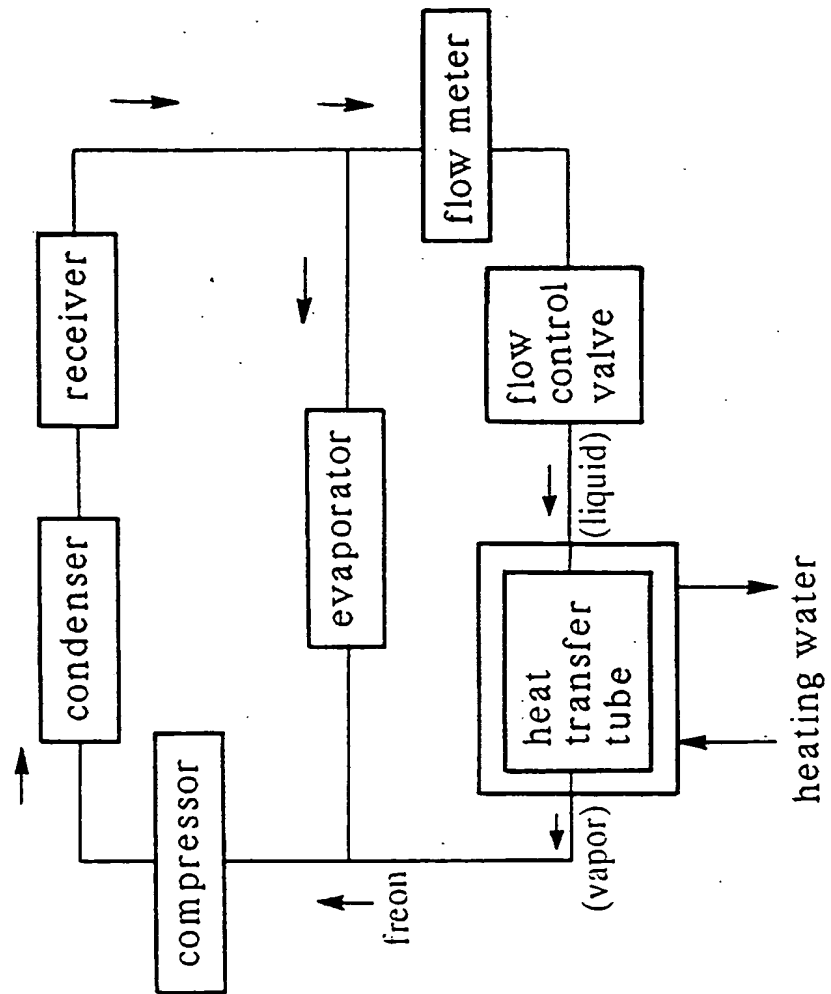 receiver
condenser
compressor
evaporator
flow meter
flow
control
valve
(liquid)
heat
transfer
tube
(vapor)
freon
heating water